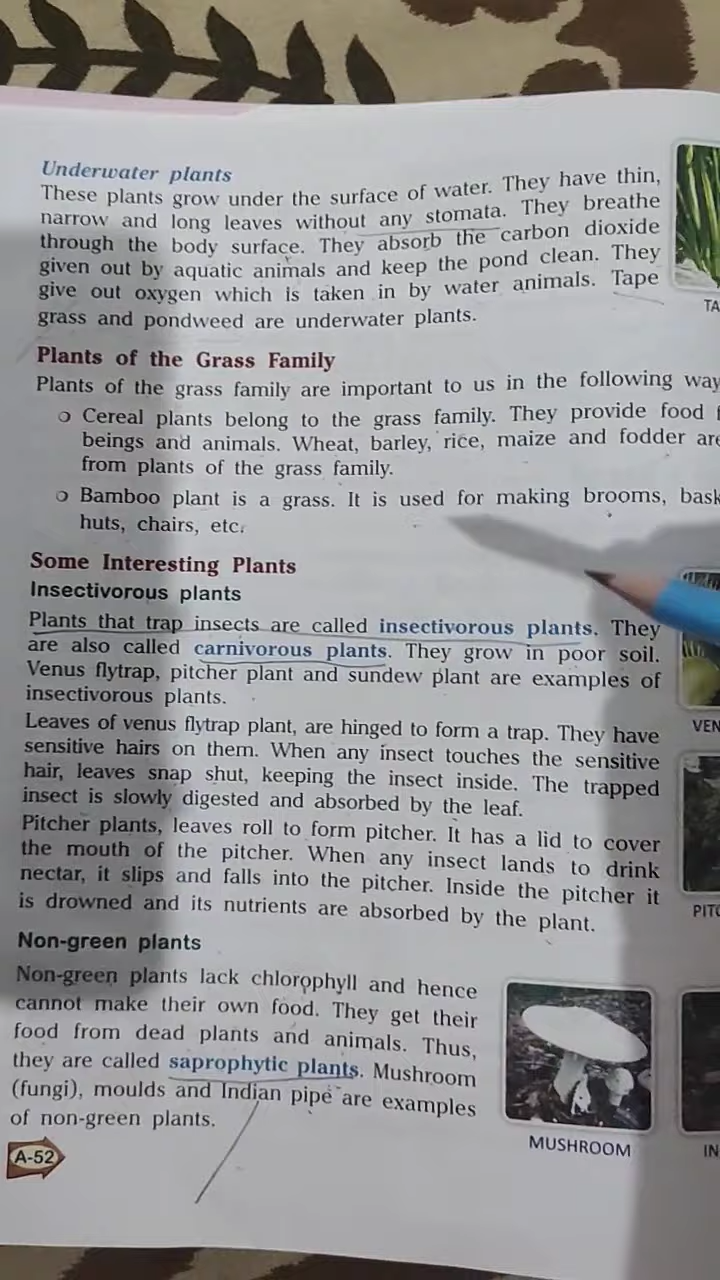 Underwater plants
These plants grow under the surface of water. They have thin,
narrow and long leaves without any stomata. They breathe
through the body surface. They absorb the carbon dioxide
given out by aquatic animals and keep the pond clean. They
give out oxygen which is taken in by water animals. Tape
grass and pondweed are underwater plants.
TA
Plants of the Grass Family
Plants of the grass family are important to us in the following way
Cereal plants belong to the grass family. They provide food f
beings and animals. Wheat, barley, rice, maize and fodder are
from plants of the grass family.
Bamboo plant is a grass. It is used for making brooms, bask
huts, chairs, etc.
Some Interesting Plants
Insectivorous plants
Plants that trap insects are called insectivorous plants. They
are also called carnivorous plants. They grow in poor soil.
Venus flytrap, pitcher plant and sundew plant are examples of
insectivorous plants.
VEN
Leaves of venus flytrap plant, are hinged to form a trap. They have
sensitive hairs on them. When any insect touches the sensitive
hair, leaves snap shut, keeping the insect inside. The trapped
insect is slowly digested and absorbed by the leaf.
Pitcher plants, leaves roll to form pitcher. It has a lid to cover
the mouth of the pitcher. When any insect lands to drink
nectar, it slips and falls into the pitcher. Inside the pitcher it
is drowned and its nutrients are absorbed by the plant.
PITC
Non-green plants
Non-green plants lack chlorophyll and hence
cannot make their own food. They get their
food from dead plants and animals. Thus,
they are called saprophytic plants. Mushroom
(fungi), moulds and Indian pipe are examples
of non-green plants.
MUSHROOM
IN
A-52